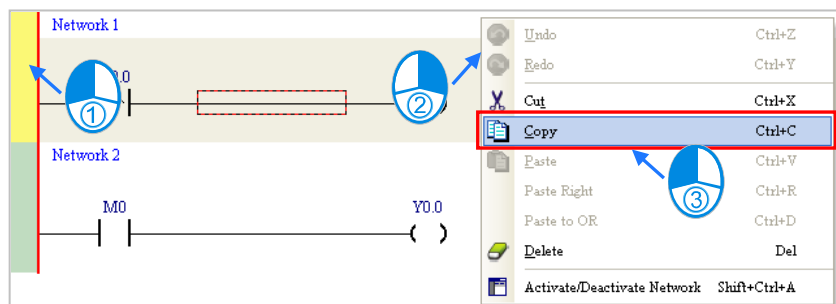 Network 1
.0
①
②
Undo Ctrl+Z
Redo Ctrl+Y
Cut Ctrl+X
Copy Ctrl+C
Paste Ctrl+V
Paste Right Ctrl+R
Paste to OR Ctrl+D
Delete Del
Activate/Deactivate Network Shift+Ctrl+A
③
Network 2
M0 Y0.0